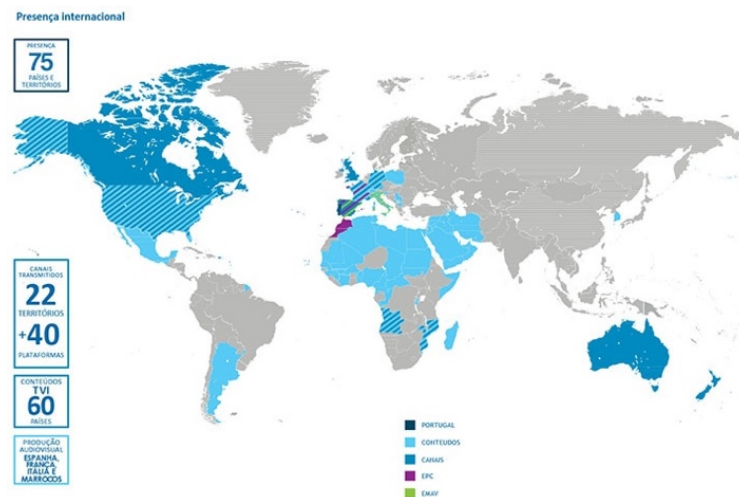 Presença internacional
PRESENÇA
75
PAÍSES E
TERRITÓRIOS
CANAIS
TRANSMITIDOS
22
TERRITÓRIOS
+40
PLATAFORMAS
CONTEÚDOS
TVI
60
PAÍSES
PRODUÇÃO
AUDIOVISUAL
ESPANHA,
FRANÇA,
ITÁLIA E
MARROCOS
PORTUGAL
CONTEUDOS
CANAIS
EPC
EMAV